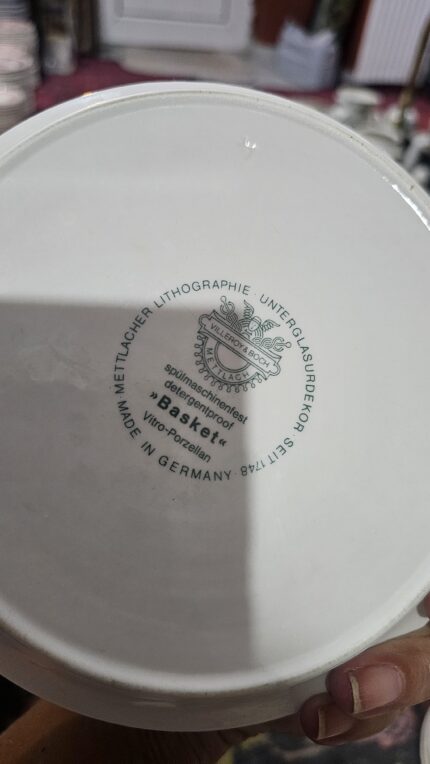 METTLACHER LITHOGRAPHIE · UNTERGLASURDEKOR · SEIT 1748 · MADE IN GERMANY ·
VILLEROY & BOCH
METTLACH
spülmaschinenfest
detergentproof
»Basket«
Vitro-Porzellan